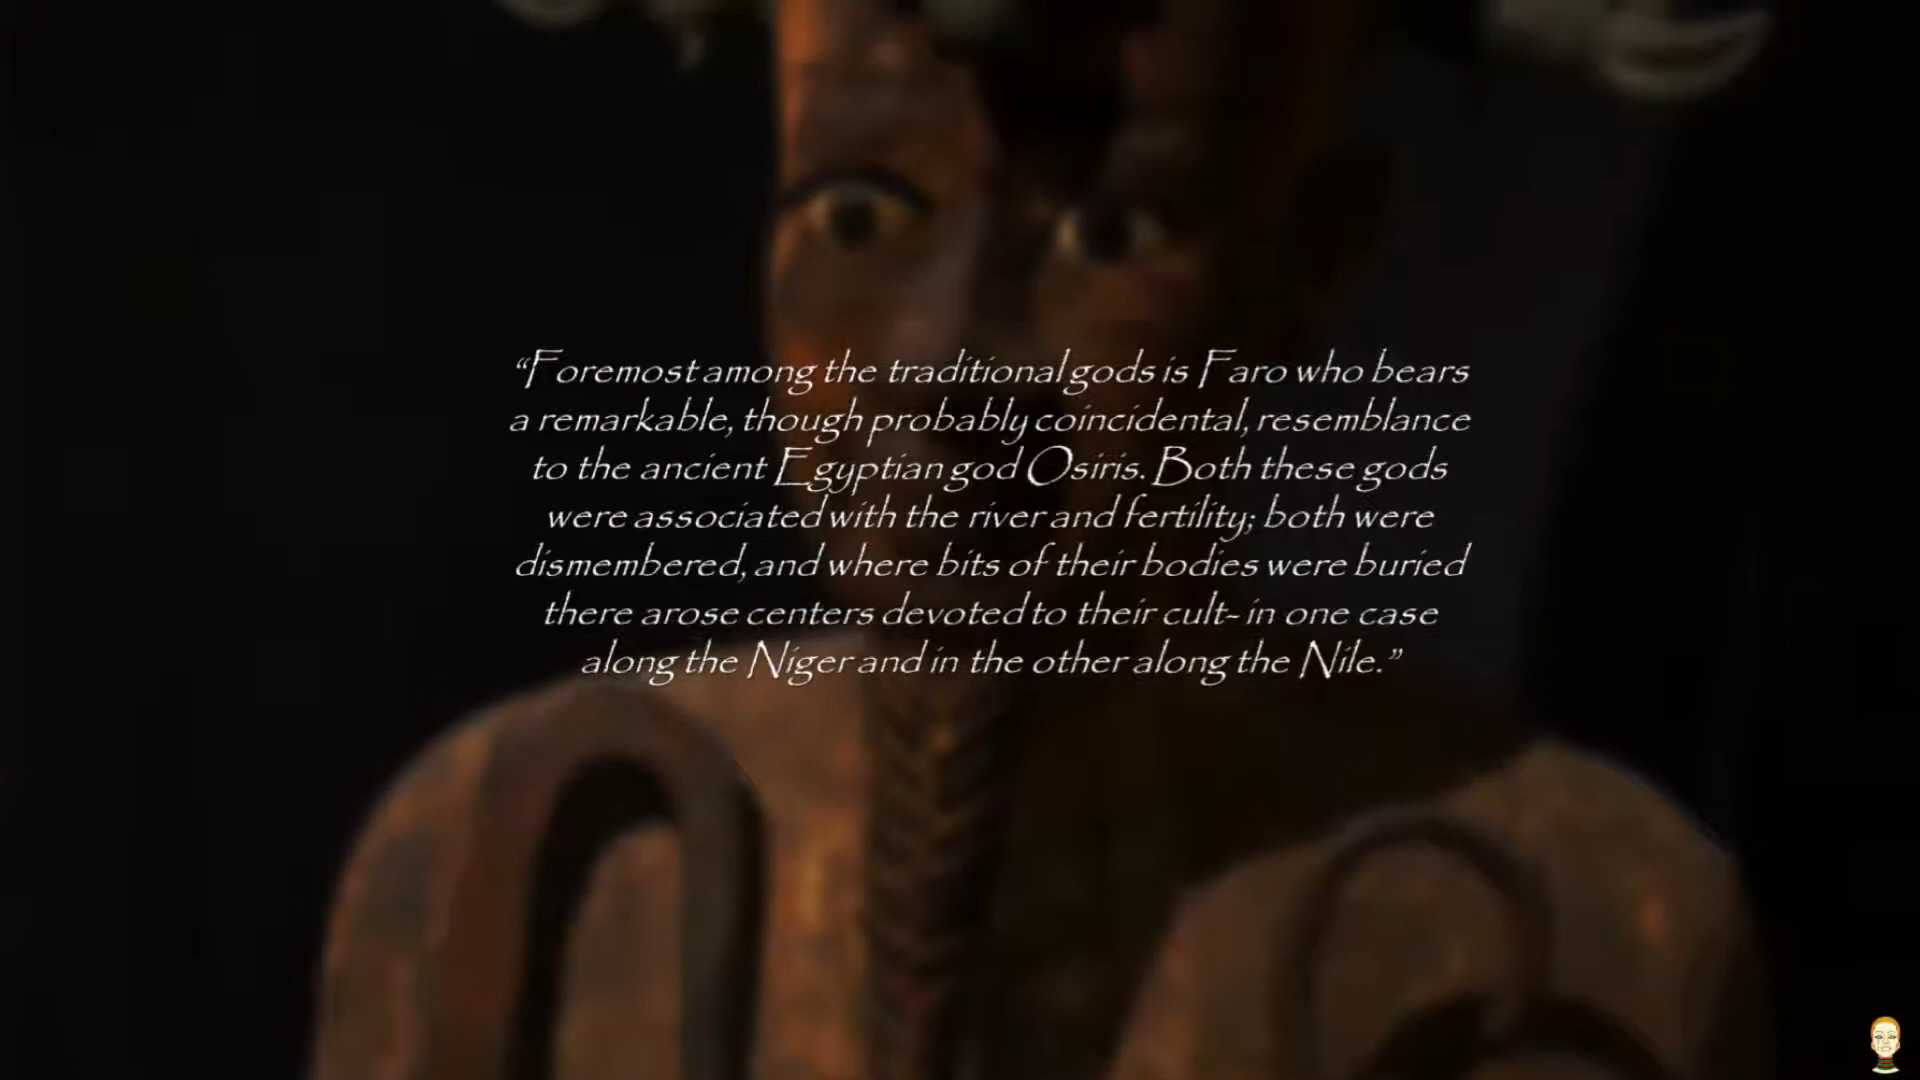 “Foremost among the traditional gods is Faro who bears
a remarkable, though probably coincidental, resemblance
to the ancient Egyptian god Osiris. Both these gods
were associated with the river and fertility; both were
dismembered, and where bits of their bodies were buried
there arose centers devoted to their cult- in one case
along the Niger and in the other along the Nile.”